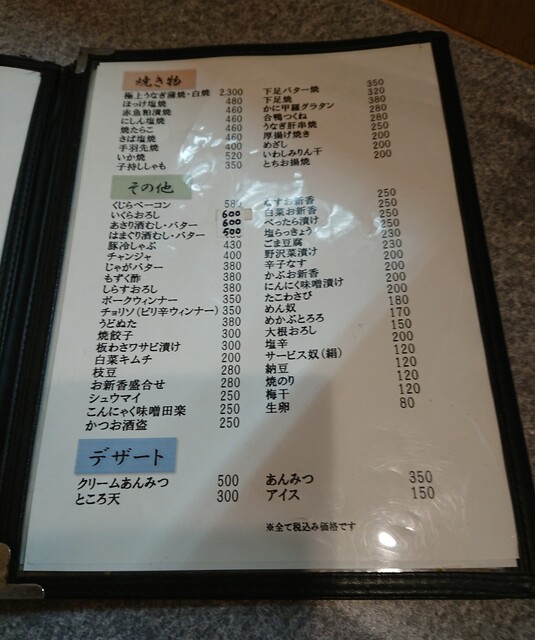 焼き物
極上うなぎ蒲焼・白焼 2,300
ほっけ塩焼 480
赤魚粕漬焼 460
にしん塩焼 460
焼たらこ 460
さば塩焼 460
手羽先焼 400
いか焼 520
子持ししゃも 350
下足バター焼 350
下足焼 320
かに甲羅グラタン 380
合鴨つくね 280
うなぎ肝串焼 280
厚揚げ焼き 250
めざし 200
いわしみりん干 200
とちお揚焼 200
その他
くじらベーコン 580
いくらおろし 600
あさり酒むし・バター 600
はまぐり酒むし・バター 500
豚冷しゃぶ 430
チャンジャ 400
じゃがバター 380
もずく酢 380
しらすおろし 380
ポークウィンナー 350
チョリソ(ピリ辛ウィンナー) 350
うどぬた 380
焼餃子 300
板わさワサビ漬け 300
白菜キムチ 200
枝豆 280
お新香盛合せ 280
シュウマイ 250
こんにゃく味噌田楽 250
かつお酒盗 250
なすお新香 250
白菜お新香 250
べったら漬け 250
塩らっきょう 230
ごま豆腐 230
野沢菜漬け 230
辛子なす 200
かぶお新香 200
にんにく味噌漬け 200
たこわさび 200
めん奴 180
めかぶとろろ 170
大根おろし 150
塩辛 200
サービス奴(絹) 120
納豆 120
焼のり 120
梅干 120
生卵 80
デザート
クリームあんみつ 500
ところ天 300
あんみつ 350
アイス 150
※全て税込み価格です